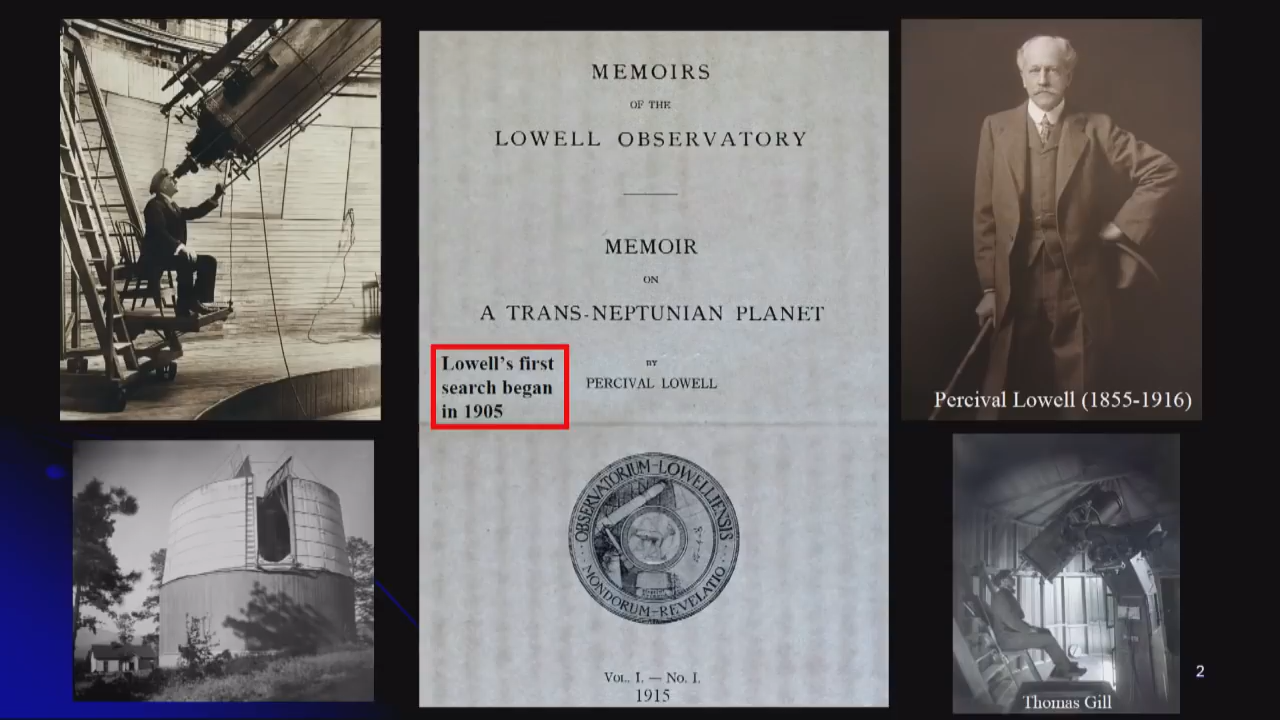 MEMOIRS
OF THE
LOWELL OBSERVATORY
MEMOIR
ON
A TRANS-NEPTUNIAN PLANET
BY
PERCIVAL LOWELL
Lowell’s first
search began
in 1905
OBSERVATORIUM-LOWELLIENSIS
MONDORUM-REVELATIO
VOL. I. — NO. I.
1915
Percival Lowell (1855-1916)
Thomas Gill
2